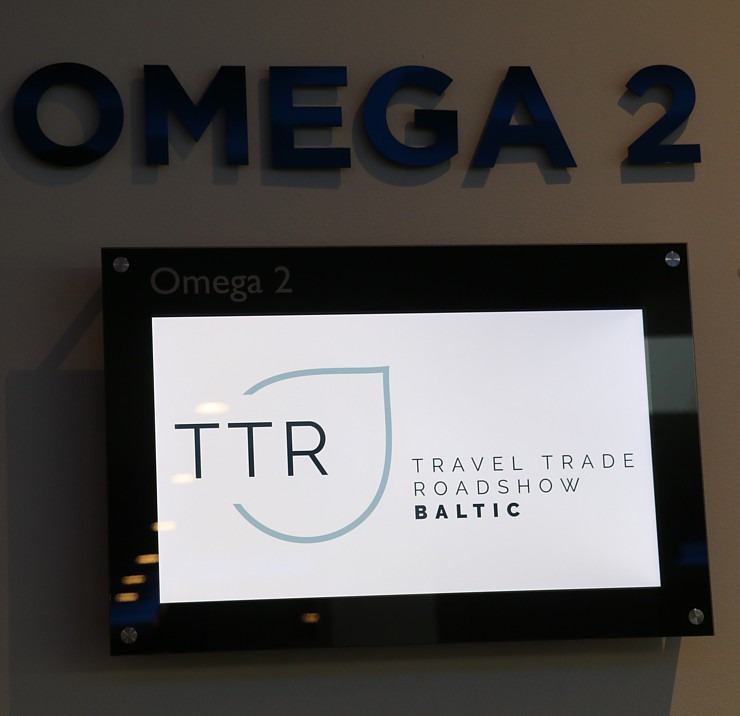 OMEGA 2
Omega 2
TTR
TRAVEL TRADE
ROADSHOW
BALTIC